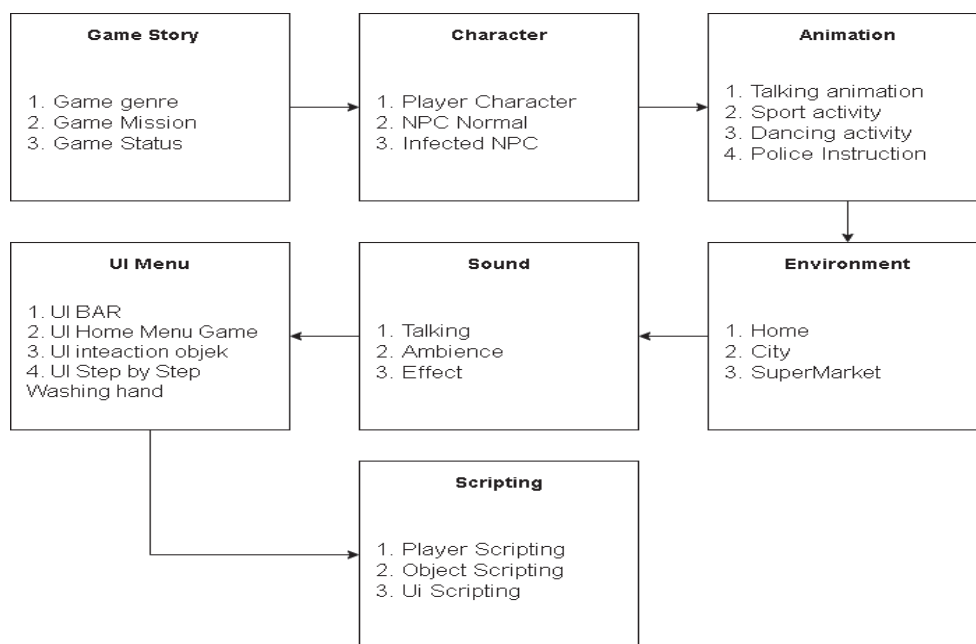 Game Story
1. Game genre
2. Game Mission
3. Game Status
Character
1. Player Character
2. NPC Normal
3. Infected NPC
Animation
1. Talking animation
2. Sport activity
3. Dancing activity
4. Police Instruction
Environment
1. Home
2. City
3. SuperMarket
Sound
1. Talking
2. Ambience
3. Effect
UI Menu
1. UI BAR
2. UI Home Menu Game
3. UI inteaction objek
4. UI Step by Step
Washing hand
Scripting
1. Player Scripting
2. Object Scripting
3. Ui Scripting